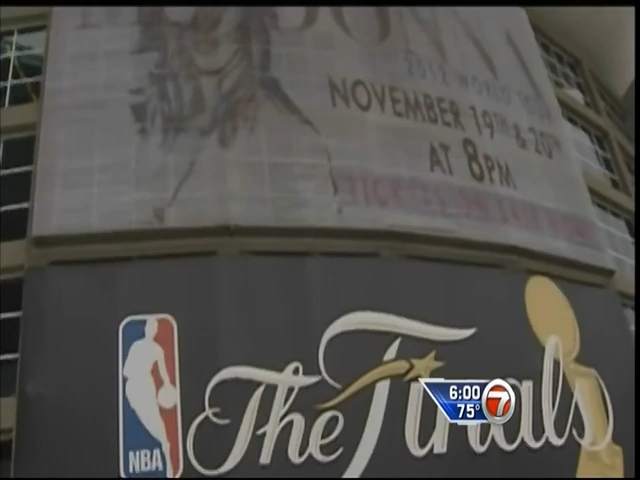 2012 WORLD TOUR
NOVEMBER 19TH & 20TH
AT 8PM
The Finals
NBA
6:00
75°
7